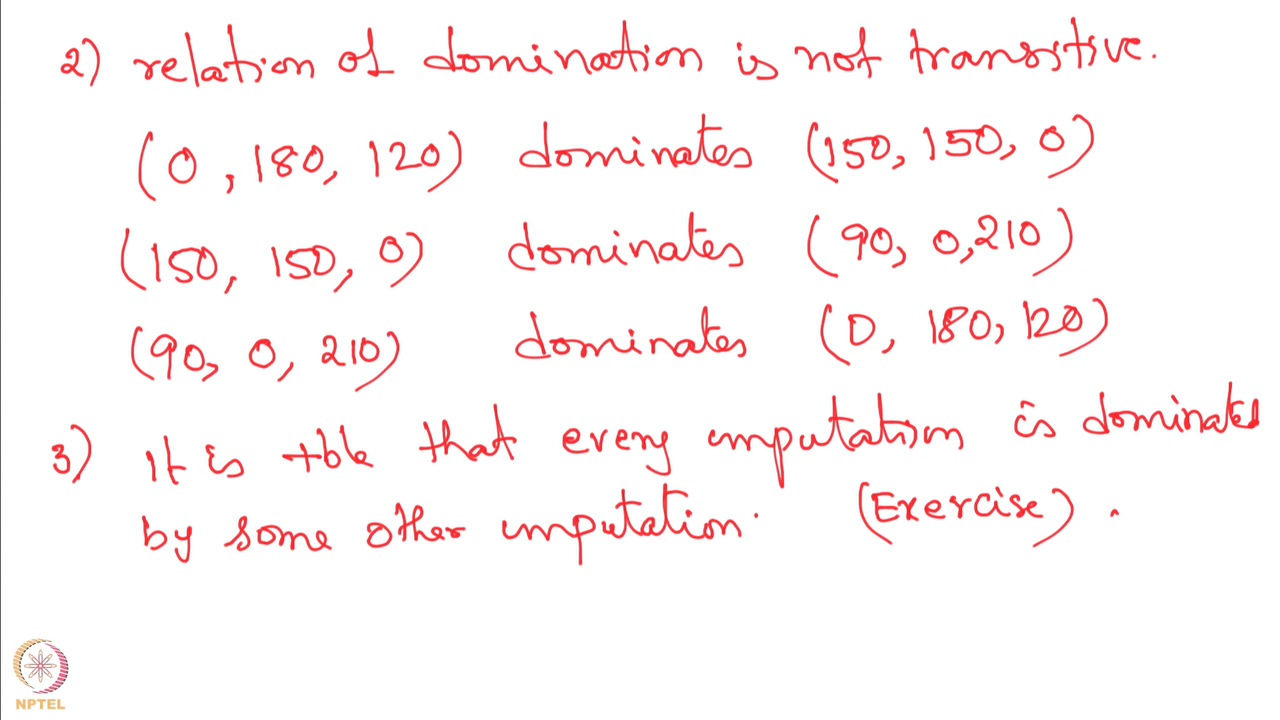 2) relation of domination is not transitive.
(0, 180, 120) dominates (150, 150, 0)
(150, 150, 0) dominates (90, 0, 210)
(90, 0, 210) dominates (0, 180, 120)
3) It is +ble that every imputation is dominated
by some other imputation. (Exercise).
NPTEL